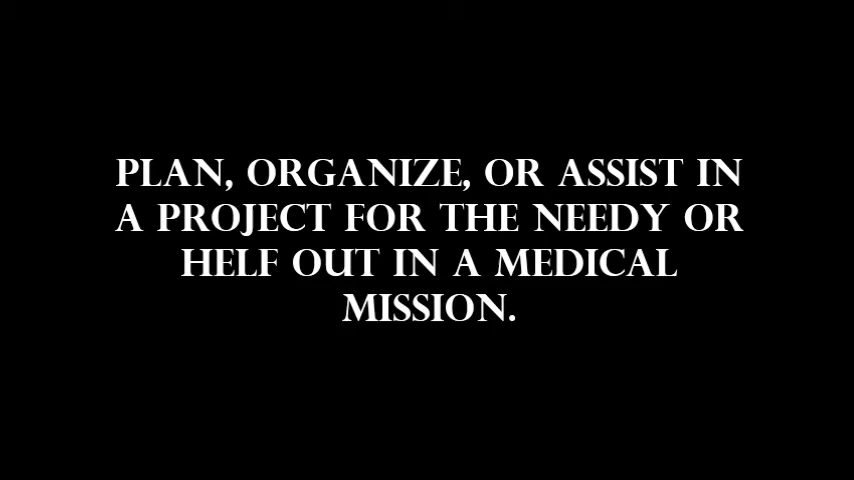 PLAN, ORGANIZE, OR ASSIST IN
A PROJECT FOR THE NEEDY OR
HELF OUT IN A MEDICAL
MISSION.